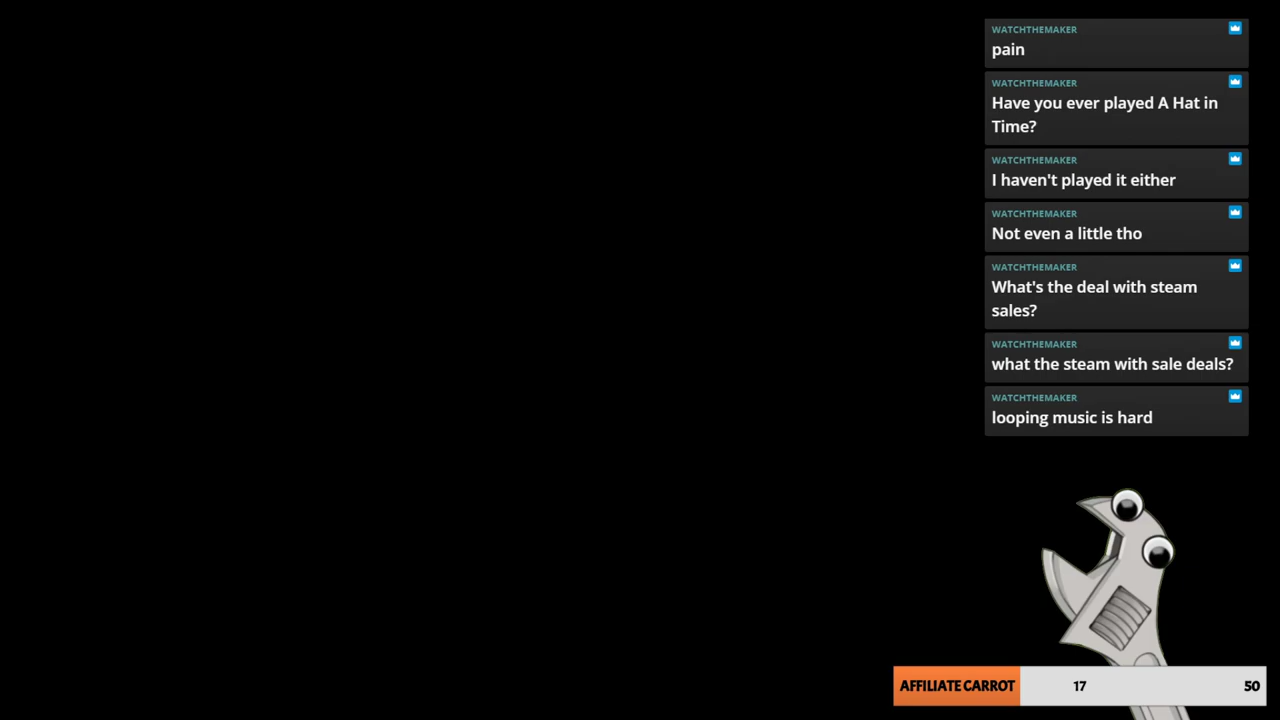 WATCHTHEMAKER
pain
WATCHTHEMAKER
Have you ever played A Hat in
Time?
WATCHTHEMAKER
I haven't played it either
WATCHTHEMAKER
Not even a little tho
WATCHTHEMAKER
What's the deal with steam
sales?
WATCHTHEMAKER
what the steam with sale deals?
WATCHTHEMAKER
looping music is hard
AFFILIATE CARROT 17 50